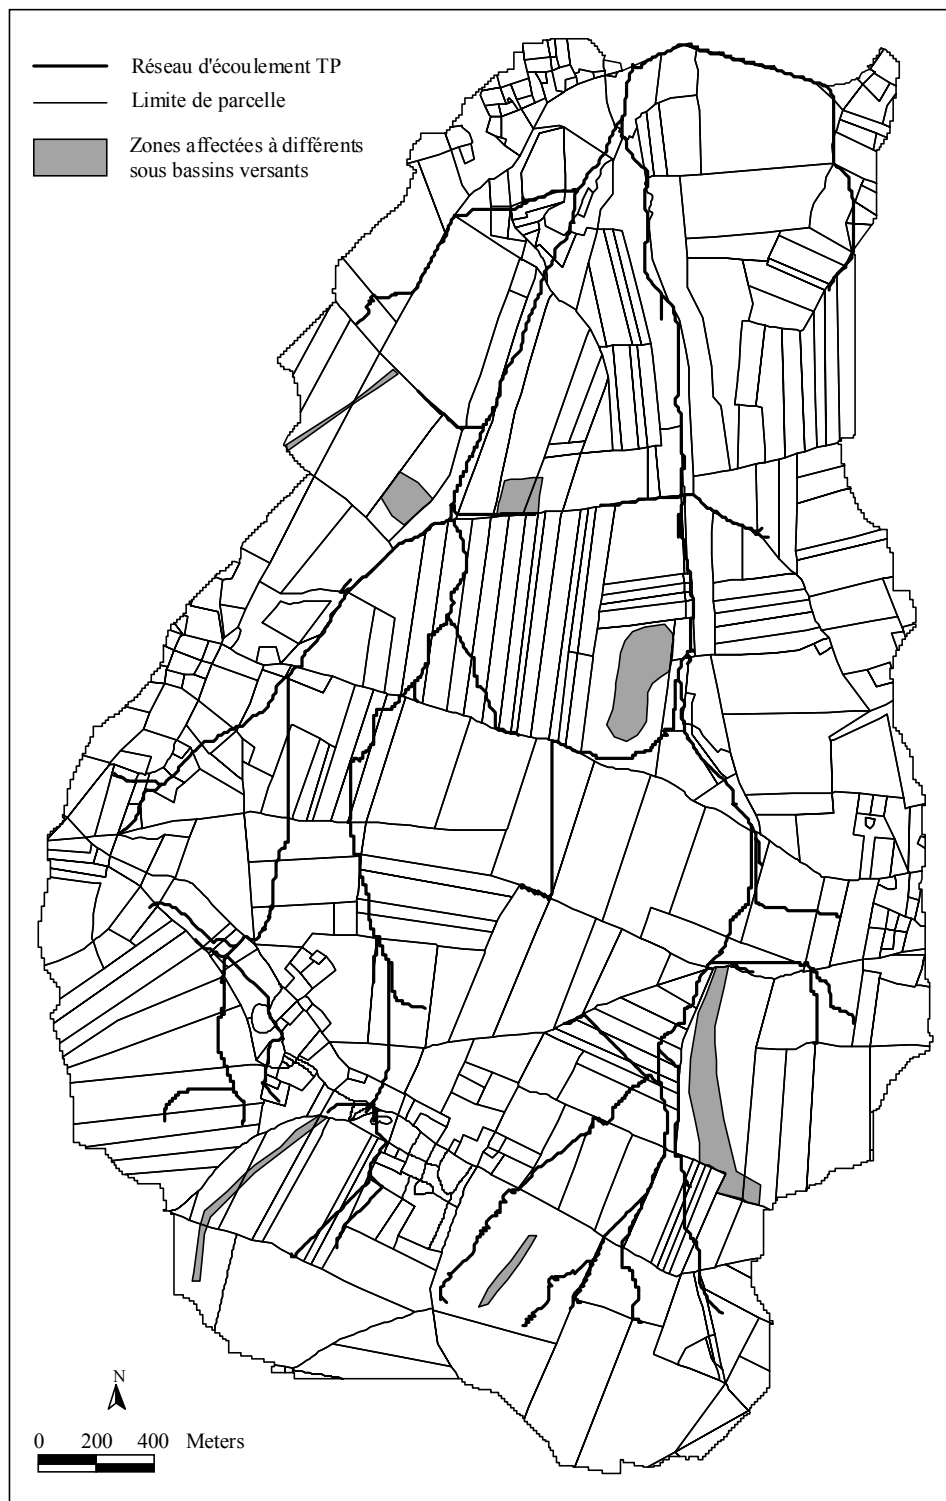 Réseau d'écoulement TP
Limite de parcelle
Zones affectées à différents
sous bassins versants
N
0 200 400 Meters